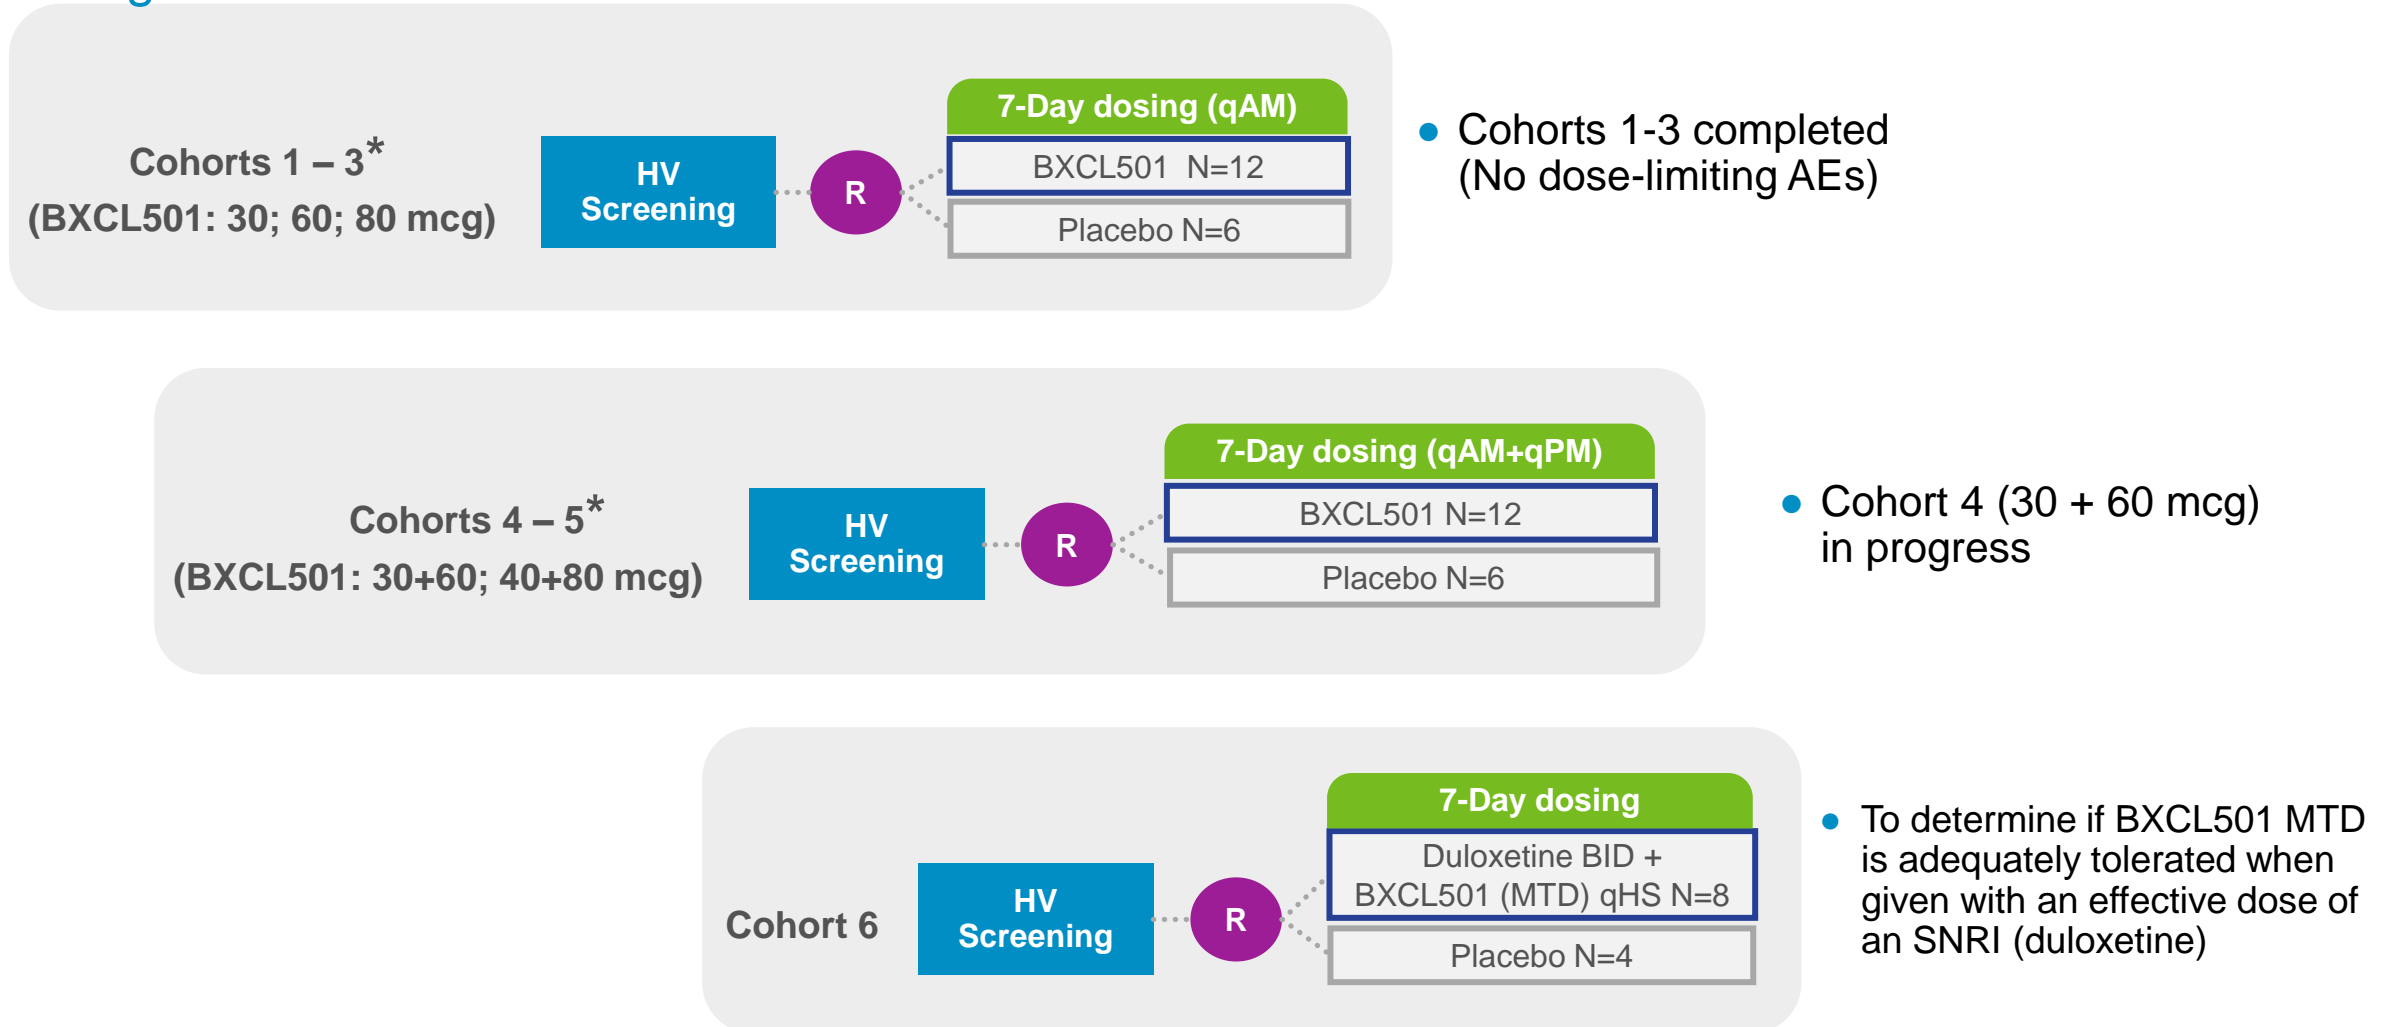 7-Day dosing (qAM)
Cohorts 1 – 3*
(BXCL501: 30; 60; 80 mcg)
HV
Screening
R
BXCL501 N=12
Placebo N=6
• Cohorts 1-3 completed
(No dose-limiting AEs)
7-Day dosing (qAM+qPM)
Cohorts 4 – 5*
(BXCL501: 30+60; 40+80 mcg)
HV
Screening
R
BXCL501 N=12
Placebo N=6
• Cohort 4 (30 + 60 mcg)
in progress
7-Day dosing
Cohort 6
HV
Screening
R
Duloxetine BID +
BXCL501 (MTD) qHS N=8
Placebo N=4
• To determine if BXCL501 MTD
is adequately tolerated when
given with an effective dose of
an SNRI (duloxetine)